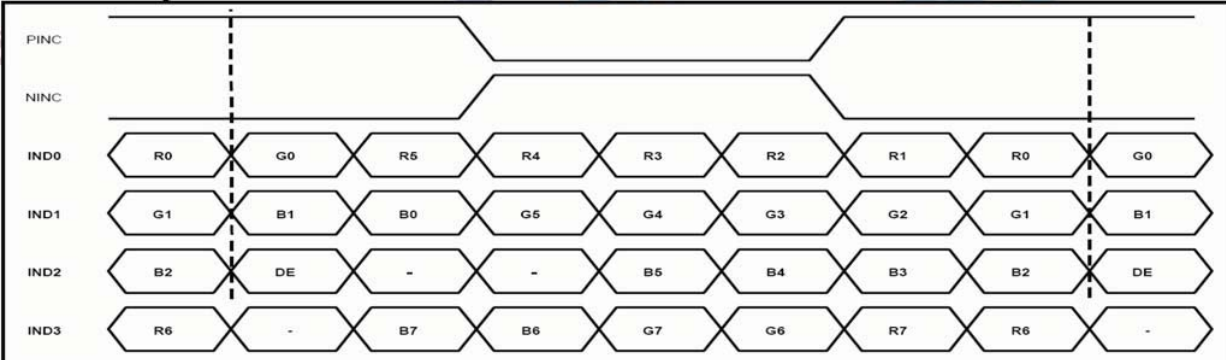 PINC
NINC
IND0 R0 G0 R5 R4 R3 R2 R1 R0 G0
IND1 G1 B1 B0 G5 G4 G3 G2 G1 B1
IND2 B2 DE - - B5 B4 B3 B2 DE
IND3 R6 - B7 B6 G7 G6 R7 R6 -